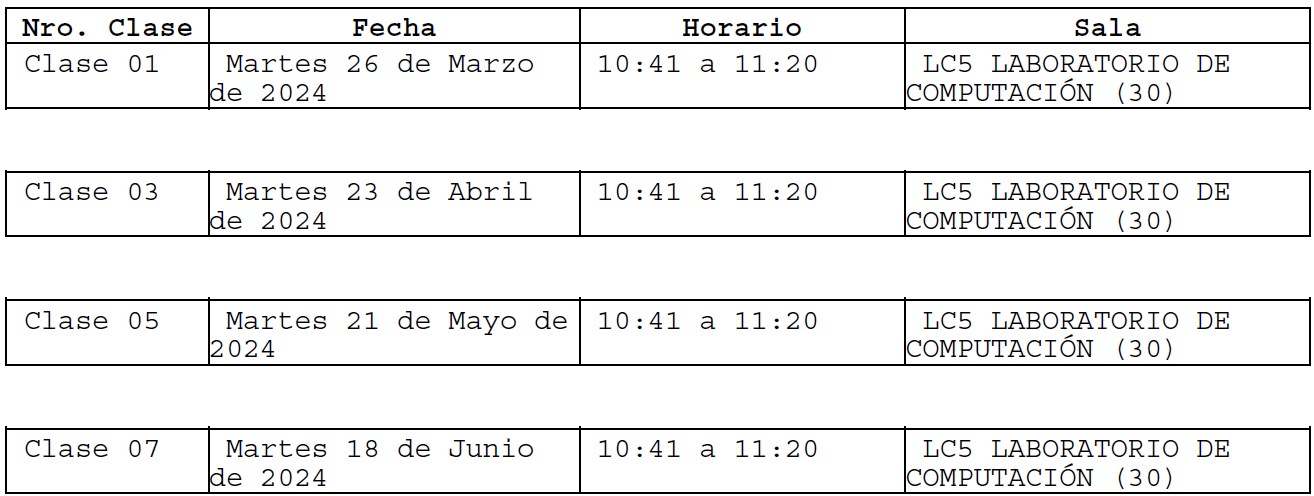 Nro. Clase Fecha Horario Sala
Clase 01 Martes 26 de Marzo 10:41 a 11:20 LC5 LABORATORIO DE
de 2024 COMPUTACIÓN (30)
Clase 03 Martes 23 de Abril 10:41 a 11:20 LC5 LABORATORIO DE
de 2024 COMPUTACIÓN (30)
Clase 05 Martes 21 de Mayo de 10:41 a 11:20 LC5 LABORATORIO DE
2024 COMPUTACIÓN (30)
Clase 07 Martes 18 de Junio 10:41 a 11:20 LC5 LABORATORIO DE
de 2024 COMPUTACIÓN (30)